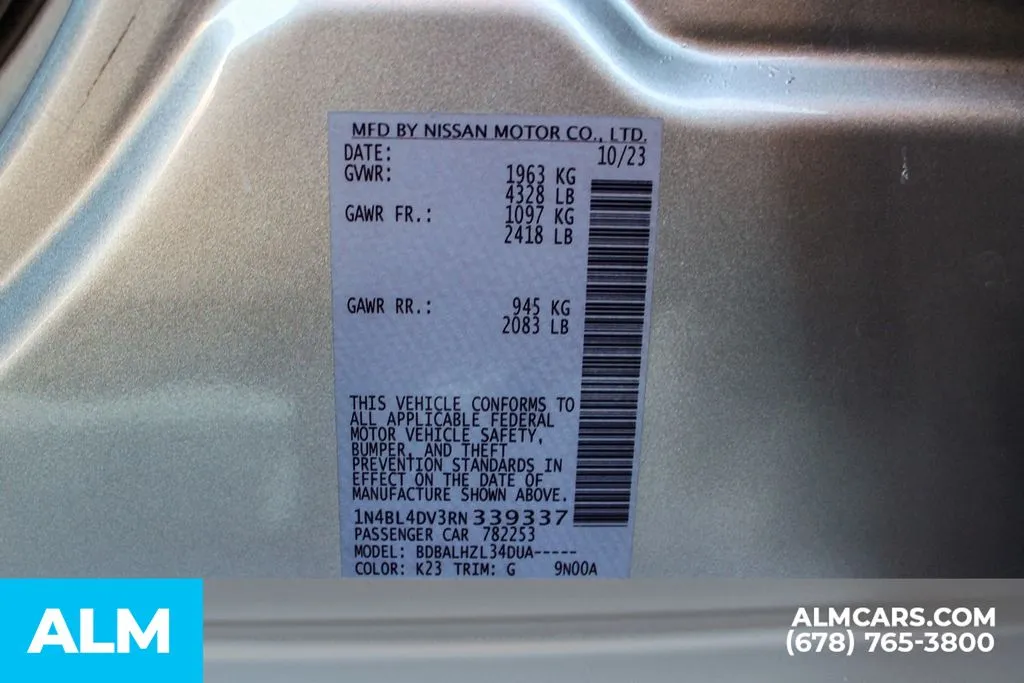 MFD BY NISSAN MOTOR CO., LTD.
DATE: 10/23
GVWR: 1963 KG
4328 LB
GAWR FR.: 1097 KG
2418 LB
GAWR RR.: 945 KG
2083 LB
THIS VEHICLE CONFORMS TO
ALL APPLICABLE FEDERAL
MOTOR VEHICLE SAFETY,
BUMPER, AND THEFT
PREVENTION STANDARDS IN
EFFECT ON THE DATE OF
MANUFACTURE SHOWN ABOVE.
1N4BL4DV3RN339337
PASSENGER CAR 782253
MODEL: BDBALHZL34DUA-----
COLOR: K23 TRIM: G 9N00A
ALM
ALMCARS.COM
(678) 765-3800